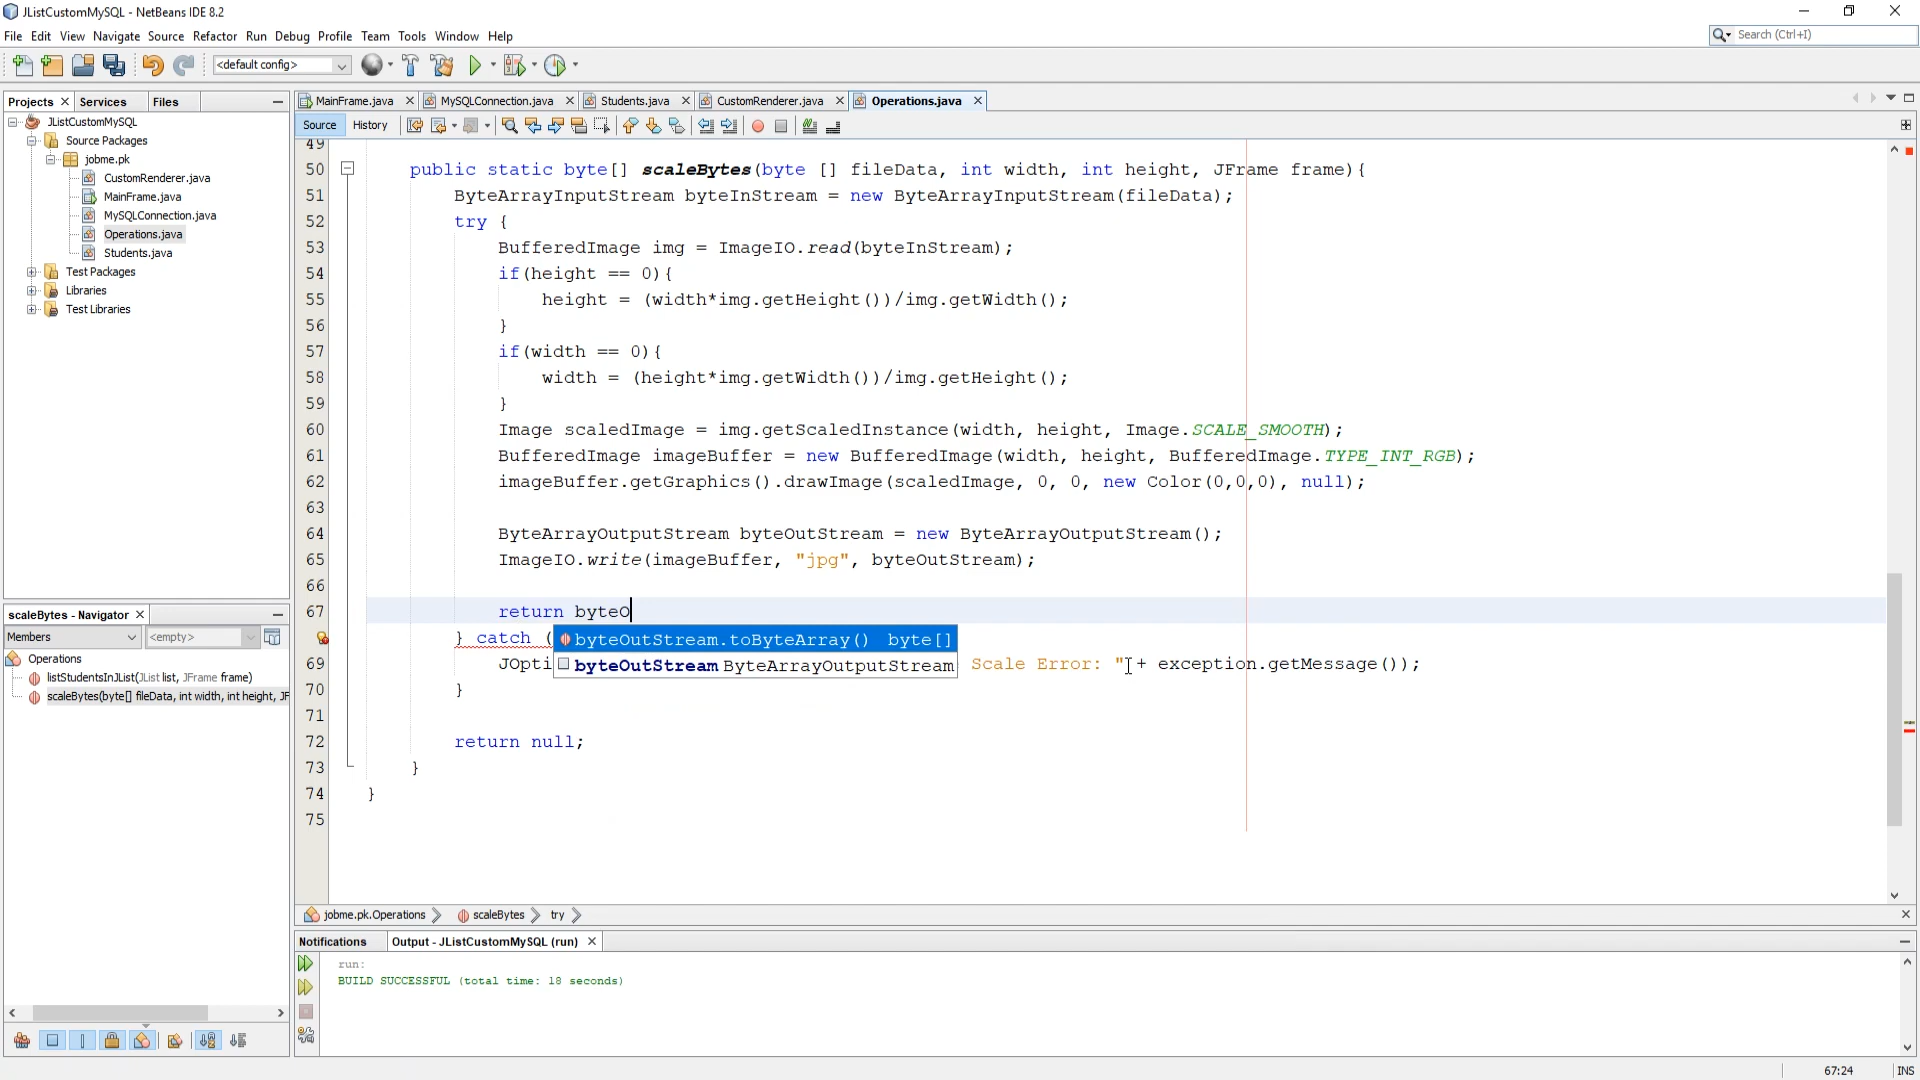 JListCustomMySQL - NetBeans IDE 8.2
File Edit View Navigate Source Refactor Run Debug Profile Team Tools Window Help
Search (Ctrl+I)
<default config>
Projects Services Files
MainFrame.java MySQLConnection.java Students.java CustomRenderer.java Operations.java
Source History
JListCustomMySQL
Source Packages
jobme.pk
CustomRenderer.java
MainFrame.java
MySQLConnection.java
Operations.java
Students.java
Test Packages
Libraries
Test Libraries
49
50 public static byte[] scaleBytes(byte [] fileData, int width, int height, JFrame frame){
51 ByteArrayInputStream byteInStream = new ByteArrayInputStream(fileData);
52 try {
53 BufferedImage img = ImageIO.read(byteInStream);
54 if(height == 0){
55 height = (width*img.getHeight())/img.getWidth();
56 }
57 if(width == 0){
58 width = (height*img.getWidth())/img.getHeight();
59 }
60 Image scaledImage = img.getScaledInstance(width, height, Image.SCALE_SMOOTH);
61 BufferedImage imageBuffer = new BufferedImage(width, height, BufferedImage.TYPE_INT_RGB);
62 imageBuffer.getGraphics().drawImage(scaledImage, 0, 0, new Color(0,0,0), null);
63
64 ByteArrayOutputStream byteOutStream = new ByteArrayOutputStream();
65 ImageIO.write(imageBuffer, "jpg", byteOutStream);
66
67 return byteO
} catch (
byteOutStream.toByteArray() byte[]
69 JOpti
byteOutStream ByteArrayOutputStream
Scale Error: "+ exception.getMessage());
70 }
71
72 return null;
73 }
74 }
75
scaleBytes - Navigator
Members <empty>
Operations
listStudentsInJList(JList list, JFrame frame)
scaleBytes(byte[] fileData, int width, int height, JF
jobme.pk.Operations scaleBytes try
Notifications Output - JListCustomMySQL (run)
run:
BUILD SUCCESSFUL (total time: 18 seconds)
67:24 INS